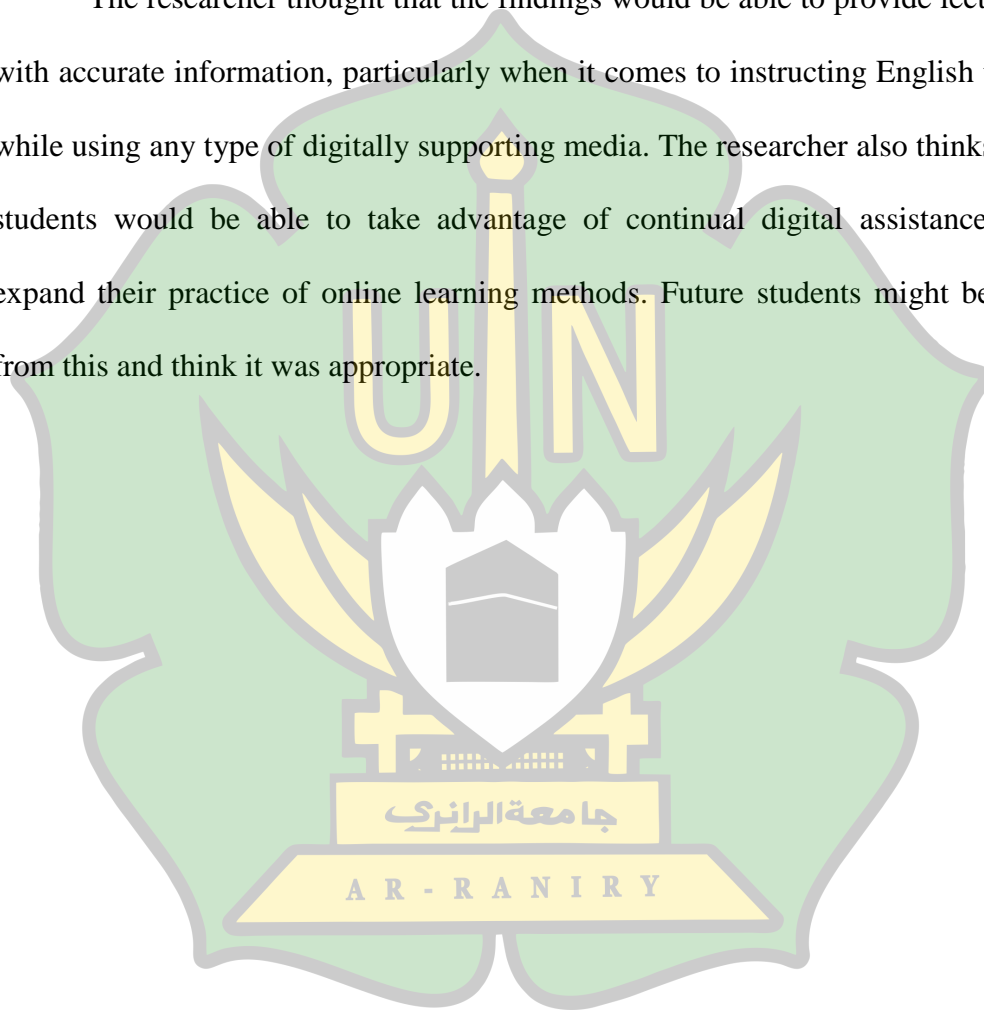 The researcher thought that the findings would be able to provide
with accurate information, particularly when it comes to instructing English
while using any type of digitally supporting media. The researcher also thinks
students would be able to take advantage of continual digital assistance
expand their practice of online learning methods. Future students might
from this and think it was appropriate.
UIN
جامعةالرانري
AR-RANIRY